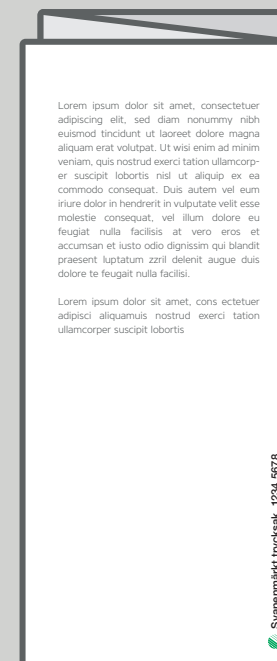 Lorem ipsum dolor sit amet, consectetuer
adipiscing elit, sed diam nonummy nibh
euismod tincidunt ut laoreet dolore magna
aliquam erat volutpat. Ut wisi enim ad minim
veniam, quis nostrud exerci tation ullamcorp-
er suscipit lobortis nisl ut aliquip ex ea
commodo consequat. Duis autem vel eum
iriure dolor in hendrerit in vulputate velit esse
molestie consequat, vel illum dolore eu
feugiat nulla facilisis at vero eros et
accumsan et iusto odio dignissim qui blandit
praesent luptatum zzril delenit augue duis
dolore te feugait nulla facilisi.
Lorem ipsum dolor sit amet, cons ectetuer
adipisci aliquamuis nostrud exerci tation
ullamcorper suscipit lobortis
Svanenmärkt trycksak, 1234 5678